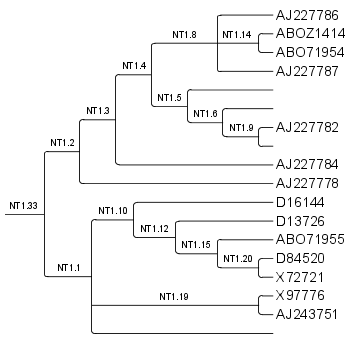 AJ227786
NT1.8
NT1.14
ABOZ1414
ABO71954
NT1.4
AJ227787
NT1.5
NT1.3
NT1.6
NT1.9
AJ227782
NT1.2
AJ227784
AJ227778
NT1.33
D16144
NT1.10
D13726
NT1.12
ABO71955
NT1.15
D84520
NT1.20
NT1.1
X72721
NT1.19
X97776
AJ243751